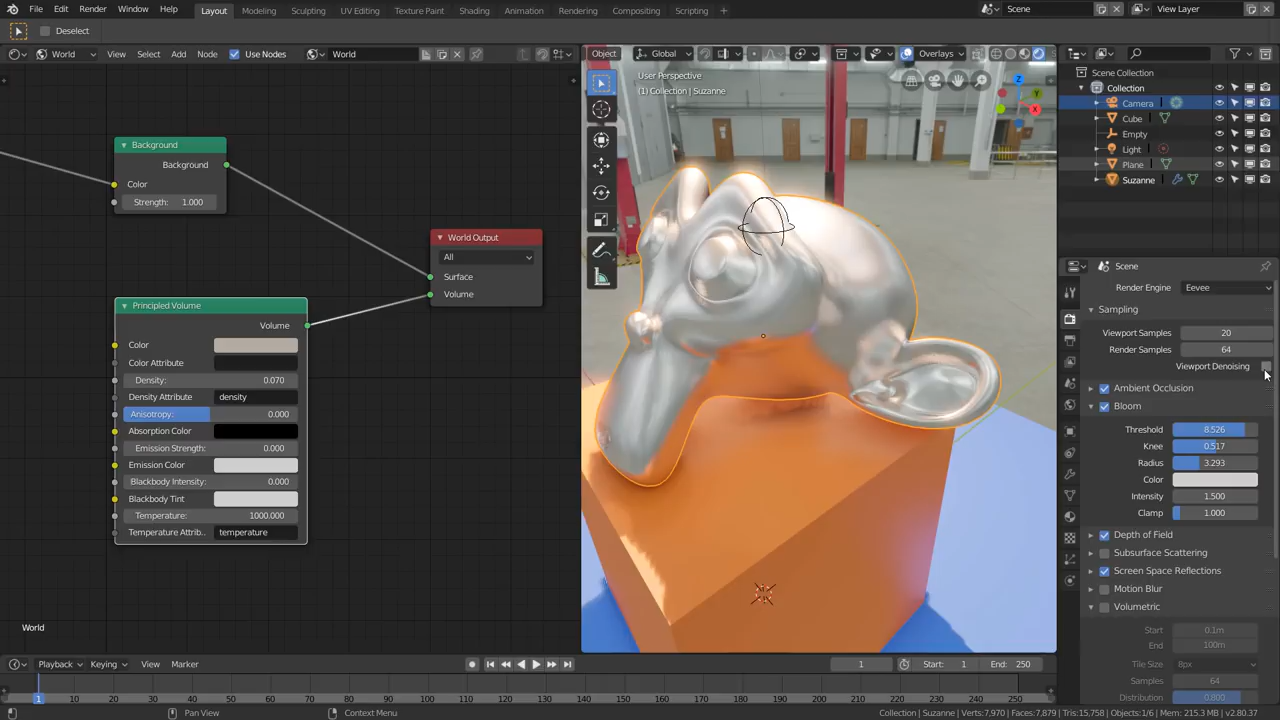 File Edit Render Window Help Layout Modeling Sculpting UV Editing Texture Paint Shading Animation Rendering Compositing Scripting + Scene View Layer
Deselect
World View Select Add Node Use Nodes World Object Global Overlays
User Perspective
(1) Collection | Suzanne
Scene Collection
Collection
Camera
Cube
Empty
Light
Plane
Suzanne
Background
Background
Color
Strength: 1.000
World Output
All
Surface
Volume
Principled Volume
Volume
Color
Color Attribute
Density: 0.070
Density Attribute density
Anisotropy: 0.000
Absorption Color
Emission Strength: 0.000
Emission Color
Blackbody Intensity: 0.000
Blackbody Tint
Temperature: 1000.000
Temperature Attrib.. temperature
World
Z
Y
X
Scene
Render Engine Eevee
Sampling
Viewport Samples 20
Render Samples 64
Viewport Denoising
Ambient Occlusion
Bloom
Threshold 8.526
Knee 0.517
Radius 3.293
Color
Intensity 1.500
Clamp 1.000
Depth of Field
Subsurface Scattering
Screen Space Reflections
Motion Blur
Volumetric
Start 0.1m
End 100m
Tile Size 8px
Samples 64
Distribution 0.800
Playback Keying View Marker 1 Start: 1 End: 250
1 10 20 30 40 50 60 70 80 90 100 110 120 130 140 150 160 170 180 190 200 210 220 230 240 250
Pan View Context Menu Collection | Suzanne | Verts:7,970 | Faces:7,879 | Tris:15,758 | Objects:1/6 | Mem: 215.3 MB | v2.80.37